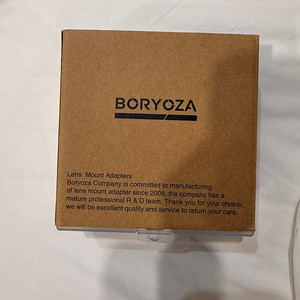 BORYOZA
Lens Mount Adapters
Boryoza Company is committed to manufacturing
of lens mount adapter since 2009, the company has a
mature professional R & D team. Thank you for your choice,
we will be excellent quality and service to return your care.